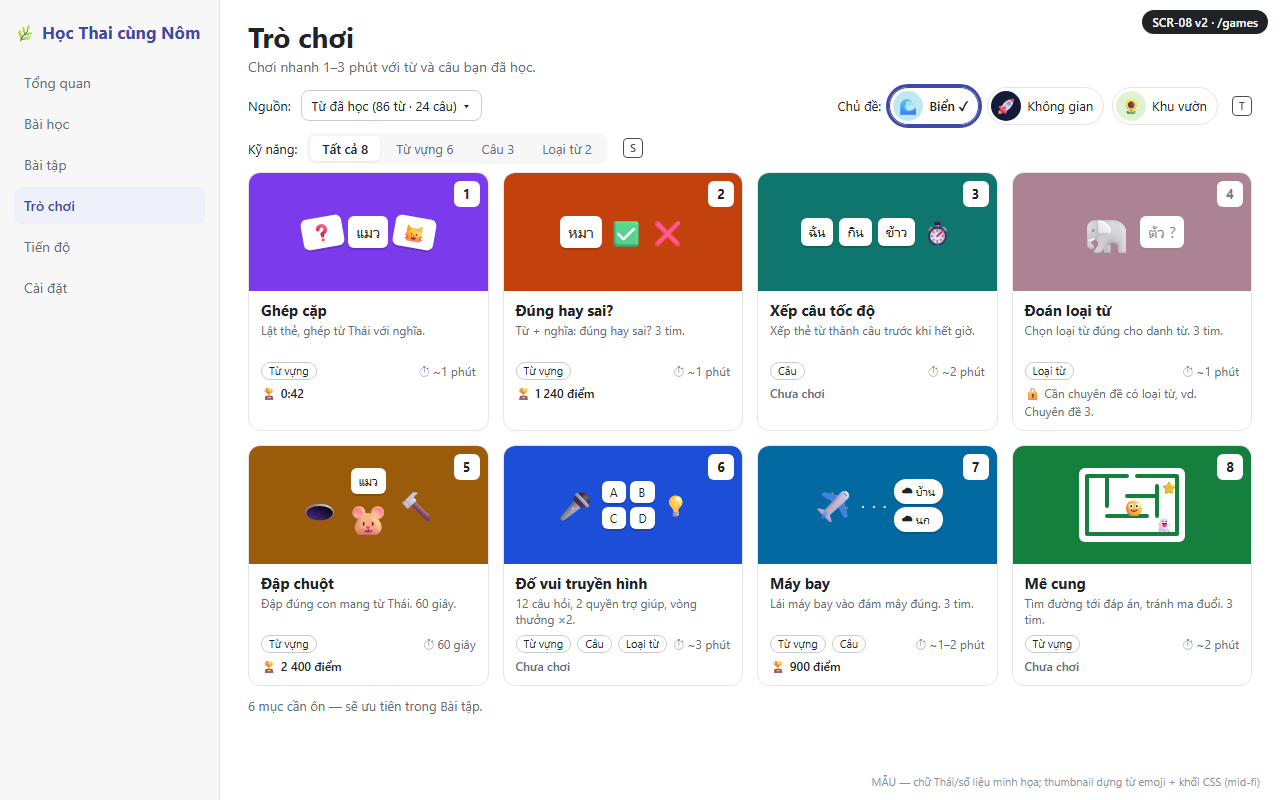 Học Thai cùng Nôm
Tổng quan
Bài học
Bài tập
Trò chơi
Tiến độ
Cài đặt
SCR-08 v2 · /games
Trò chơi
Chơi nhanh 1–3 phút với từ và câu bạn đã học.
Nguồn: Từ đã học (86 từ · 24 câu) ▾
Chủ đề: Biển ✓ Không gian Khu vườn T
Kỹ năng: Tất cả 8 Từ vựng 6 Câu 3 Loại từ 2 S
1
❓ แมว
Ghép cặp
Lật thẻ, ghép từ Thái với nghĩa.
Từ vựng ~1 phút
0:42
2
หมา
Đúng hay sai?
Từ + nghĩa: đúng hay sai? 3 tim.
Từ vựng ~1 phút
1 240 điểm
3
ฉัน กิน ข้าว
Xếp câu tốc độ
Xếp thẻ từ thành câu trước khi hết giờ.
Câu ~2 phút
Chưa chơi
4
ตัว ?
Đoán loại từ
Chọn loại từ đúng cho danh từ. 3 tim.
Loại từ ~1 phút
Cần chuyên đề có loại từ, vd.
Chuyên đề 3.
5
แมว
Đập chuột
Đập đúng con mang từ Thái. 60 giây.
Từ vựng 60 giây
2 400 điểm
6
A B
C D
Đố vui truyền hình
12 câu hỏi, 2 quyền trợ giúp, vòng
thưởng ×2.
Từ vựng Câu Loại từ ~3 phút
Chưa chơi
7
บ้าน
นก
Máy bay
Lái máy bay vào đám mây đúng. 3 tim.
Từ vựng Câu ~1–2 phút
900 điểm
8
Mê cung
Tìm đường tới đáp án, tránh ma đuổi. 3
tim.
Từ vựng ~2 phút
Chưa chơi
6 mục cần ôn — sẽ ưu tiên trong Bài tập.
MẪU — chữ Thái/số liệu minh họa; thumbnail dựng từ emoji + khối CSS (mid-fi)